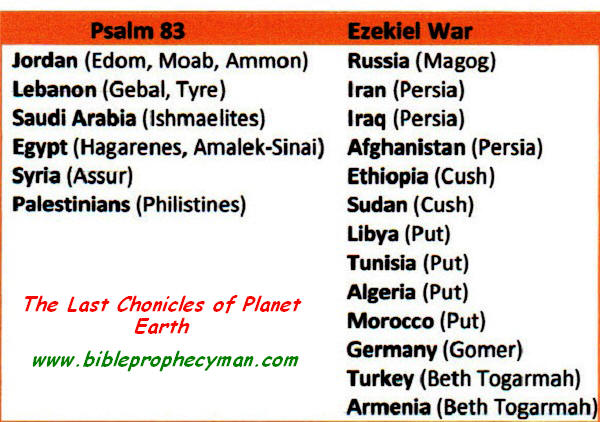 Psalm 83
Jordan (Edom, Moab, Ammon)
Lebanon (Gebal, Tyre)
Saudi Arabia (Ishmaelites)
Egypt (Hagarenes, Amalek-Sinai)
Syria (Assur)
Palestinians (Philistines)
The Last Chonicles of Planet
Earth
www.bibleprophecyman.com
Ezekiel War
Russia (Magog)
Iran (Persia)
Iraq (Persia)
Afghanistan (Persia)
Ethiopia (Cush)
Sudan (Cush)
Libya (Put)
Tunisia (Put)
Algeria (Put)
Morocco (Put)
Germany (Gomer)
Turkey (Beth Togarmah)
Armenia (Beth Togarmah)